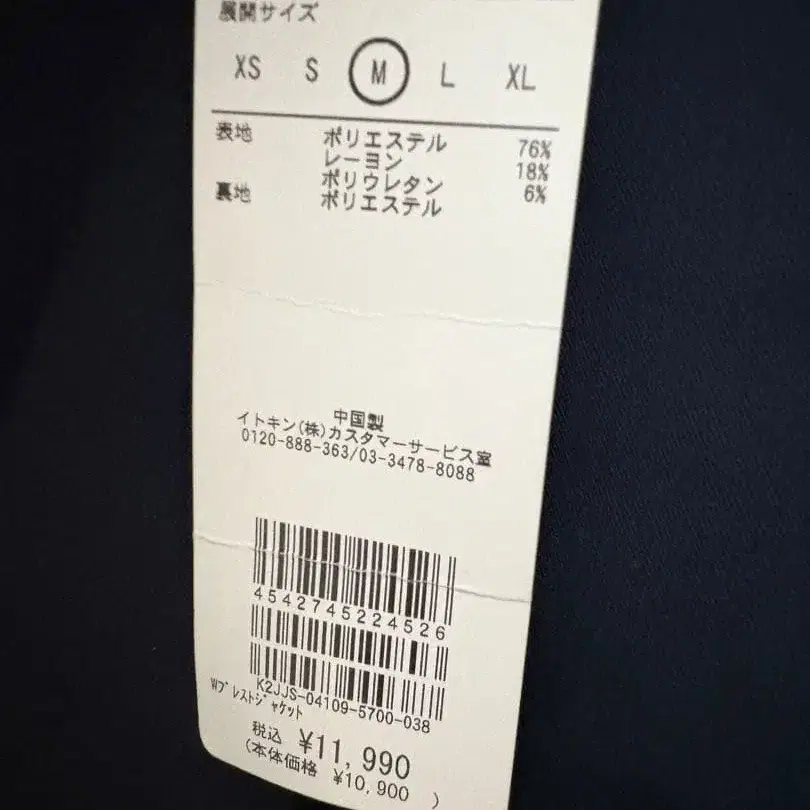 展開サイズ
XS S M L XL
表地 ポリエステル 76%
レーヨン 18%
ポリウレタン 6%
裏地 ポリエステル
中国製
イトキン(株)カスタマーサービス室
0120-888-363/03-3478-8088
4542745224526
K2JJS-04109-5700-038
Wブレストジャケット
税込 ¥11,990
(本体価格 ¥10,900 )